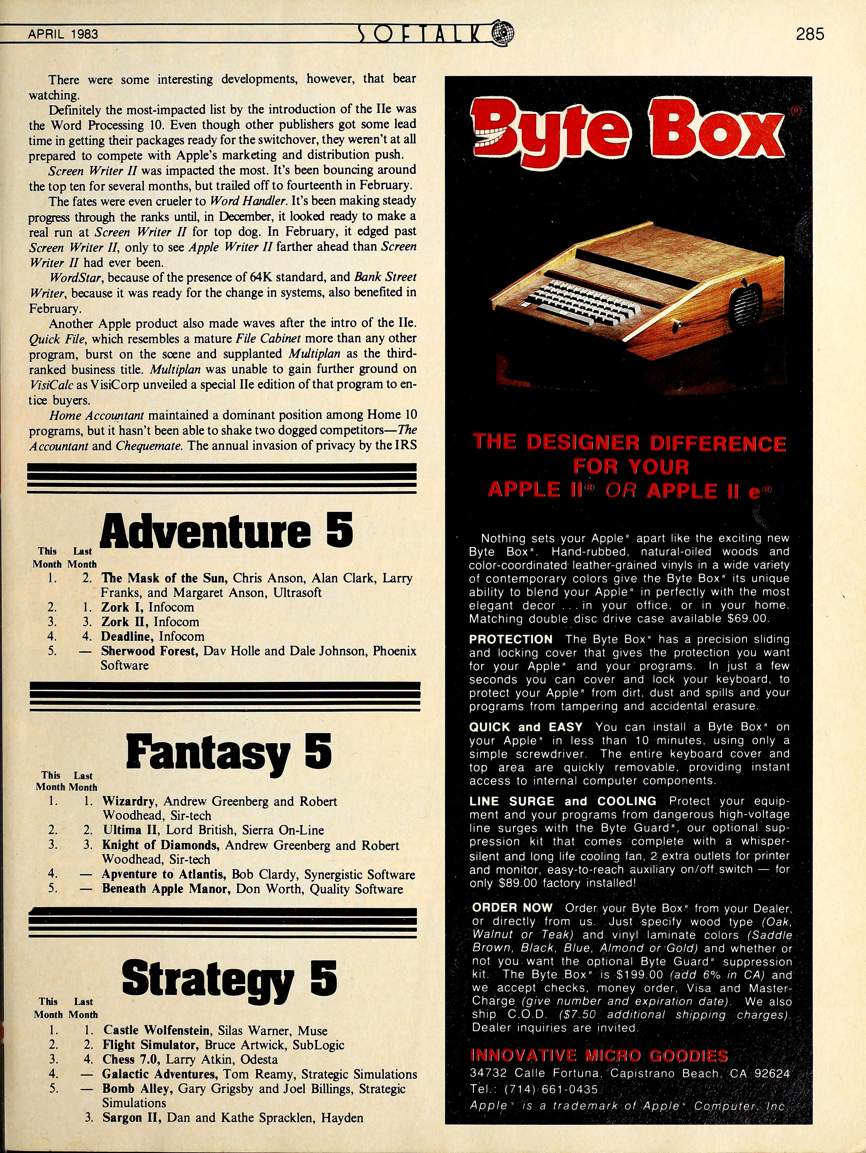 APRIL 1983
SOFTALK
285
There were some interesting developments, however, that bear
watching.
Definitely the most-impacted list by the introduction of the IIe was
the Word Processing 10. Even though other publishers got some lead
time in getting their packages ready for the switchover, they weren't at all
prepared to compete with Apple's marketing and distribution push.
Screen Writer II was impacted the most. It's been bouncing around
the top ten for several months, but trailed off to fourteenth in February.
The fates were even crueler to Word Handler. It's been making steady
progress through the ranks until, in December, it looked ready to make a
real run at Screen Writer II for top dog. In February, it edged past
Screen Writer II, only to see Apple Writer II farther ahead than Screen
Writer II had ever been.
WordStar, because of the presence of 64K standard, and Bank Street
Writer, because it was ready for the change in systems, also benefited in
February.
Another Apple product also made waves after the intro of the IIe.
Quick File, which resembles a mature File Cabinet more than any other
program, burst on the scene and supplanted Multiplan as the third-
ranked business title. Multiplan was unable to gain further ground on
VisiCalc as VisiCorp unveiled a special IIe edition of that program to en-
tice buyers.
Home Accountant maintained a dominant position among Home 10
programs, but it hasn't been able to shake two dogged competitors—The
Accountant and Chequemate. The annual invasion of privacy by the IRS
Adventure 5
This Last
Month Month
1. 2. The Mask of the Sun, Chris Anson, Alan Clark, Larry
Franks, and Margaret Anson, Ultrasoft
2. 1. Zork I, Infocom
3. 3. Zork II, Infocom
4. 4. Deadline, Infocom
5. — Sherwood Forest, Dav Holle and Dale Johnson, Phoenix
Software
Fantasy 5
This Last
Month Month
1. 1. Wizardry, Andrew Greenberg and Robert
Woodhead, Sir-tech
2. 2. Ultima II, Lord British, Sierra On-Line
3. 3. Knight of Diamonds, Andrew Greenberg and Robert
Woodhead, Sir-tech
4. — Apventure to Atlantis, Bob Clardy, Synergistic Software
5. — Beneath Apple Manor, Don Worth, Quality Software
Strategy 5
This Last
Month Month
1. 1. Castle Wolfenstein, Silas Warner, Muse
2. 2. Flight Simulator, Bruce Artwick, SubLogic
3. 4. Chess 7.0, Larry Atkin, Odesta
4. — Galactic Adventures, Tom Reamy, Strategic Simulations
5. — Bomb Alley, Gary Grigsby and Joel Billings, Strategic
Simulations
3. Sargon II, Dan and Kathe Spracklen, Hayden
Byte Box®
THE DESIGNER DIFFERENCE
FOR YOUR
APPLE II® OR APPLE II e®
Nothing sets your Apple® apart like the exciting new
Byte Box®. Hand-rubbed, natural-oiled woods and
color-coordinated leather-grained vinyls in a wide variety
of contemporary colors give the Byte Box® its unique
ability to blend your Apple® in perfectly with the most
elegant decor ... in your office, or in your home.
Matching double disc drive case available $69.00.
PROTECTION The Byte Box® has a precision sliding
and locking cover that gives the protection you want
for your Apple® and your programs. In just a few
seconds you can cover and lock your keyboard, to
protect your Apple® from dirt, dust and spills and your
programs from tampering and accidental erasure.
QUICK and EASY You can install a Byte Box® on
your Apple® in less than 10 minutes, using only a
simple screwdriver. The entire keyboard cover and
top area are quickly removable, providing instant
access to internal computer components.
LINE SURGE and COOLING Protect your equip-
ment and your programs from dangerous high-voltage
line surges with the Byte Guard®, our optional sup-
pression kit that comes complete with a whisper-
silent and long life cooling fan, 2 extra outlets for printer
and monitor, easy-to-reach auxiliary on/off switch — for
only $89.00 factory installed!
ORDER NOW Order your Byte Box® from your Dealer,
or directly from us. Just specify wood type (Oak,
Walnut or Teak) and vinyl laminate colors (Saddle
Brown, Black, Blue, Almond or Gold) and whether or
not you want the optional Byte Guard® suppression
kit. The Byte Box® is $199.00 (add 6% in CA) and
we accept checks, money order, Visa and Master-
Charge (give number and expiration date). We also
ship C.O.D. ($7.50 additional shipping charges).
Dealer inquiries are invited.
INNOVATIVE MICRO GOODIES
34732 Calle Fortuna, Capistrano Beach, CA 92624
Tel.: (714) 661-0435
Apple® is a trademark of Apple® Computer, Inc.